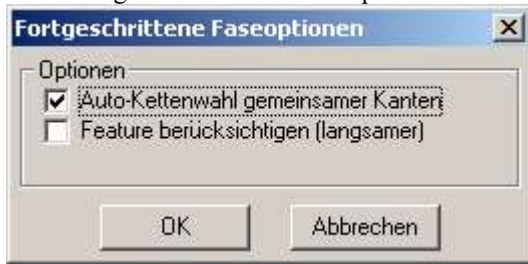 Fortgeschrittene Faseoptionen
Optionen
Auto-Kettenwahl gemeinsamer Kanten
Feature berücksichtigen (langsamer)
OK
Abbrechen